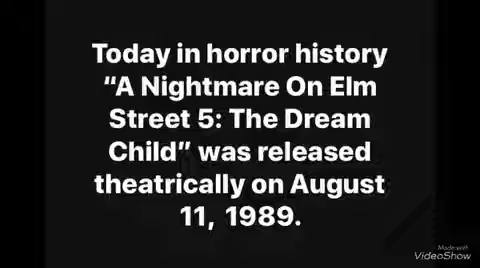 Today in horror history
“A Nightmare On Elm
Street 5: The Dream
Child” was released
theatrically on August
11, 1989.
Made with
VideoShow